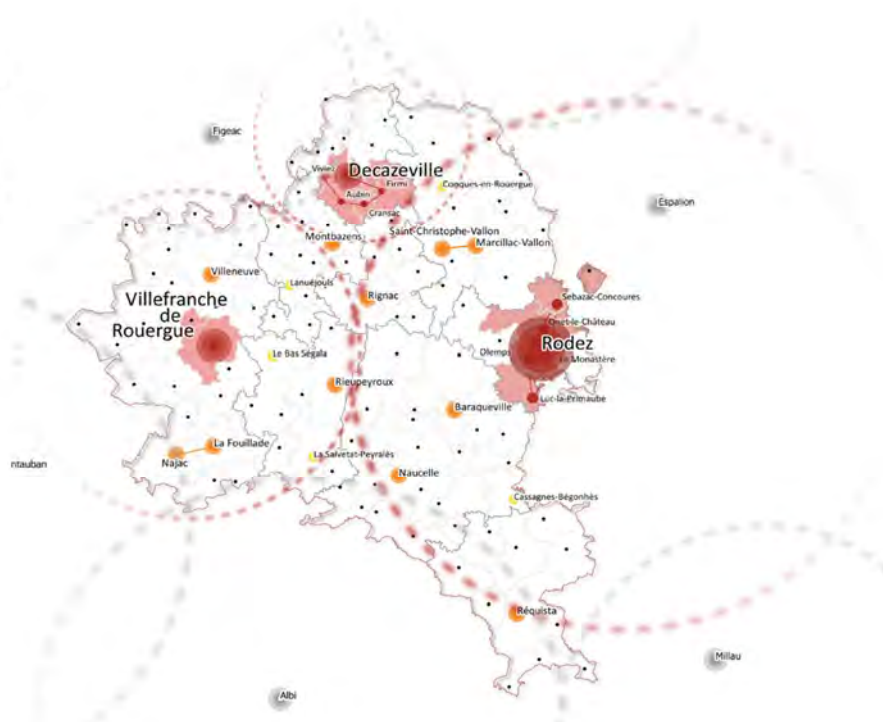 Figeac
Decazeville
Viviez
Firmi
Aubin
Cransac
Conques-en-Rouergue
Espalion
Saint-Christophe-Vallon
Montbazens
Marcillac-Vallon
Villeneuve
Lanuéjouls
Rignac
Sebazac-Concoures
Villefranche
de
Rouergue
Onet-le-Château
Rodez
Olemps
Le Monastère
Le Bas Ségala
Rieupeyroux
Luc-la-Primaube
Baraqueville
La Fouillade
Najac
La Salvetat-Peyralès
ntauban
Naucelle
Cassagnes-Bégonhès
Réquista
Millau
Albi